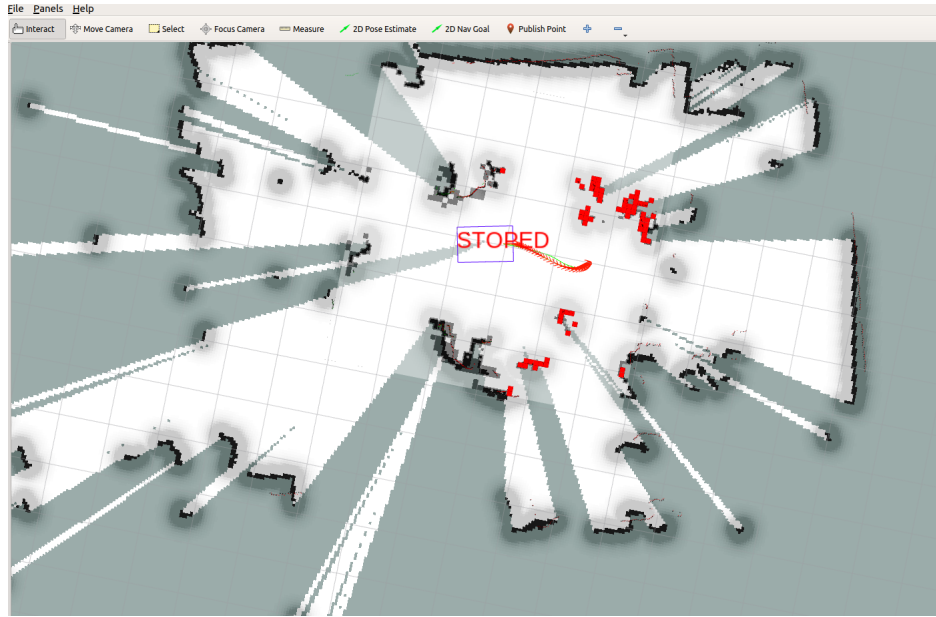 File Panels Help
Interact Move Camera Select Focus Camera Measure 2D Pose Estimate 2D Nav Goal Publish Point
STOPED